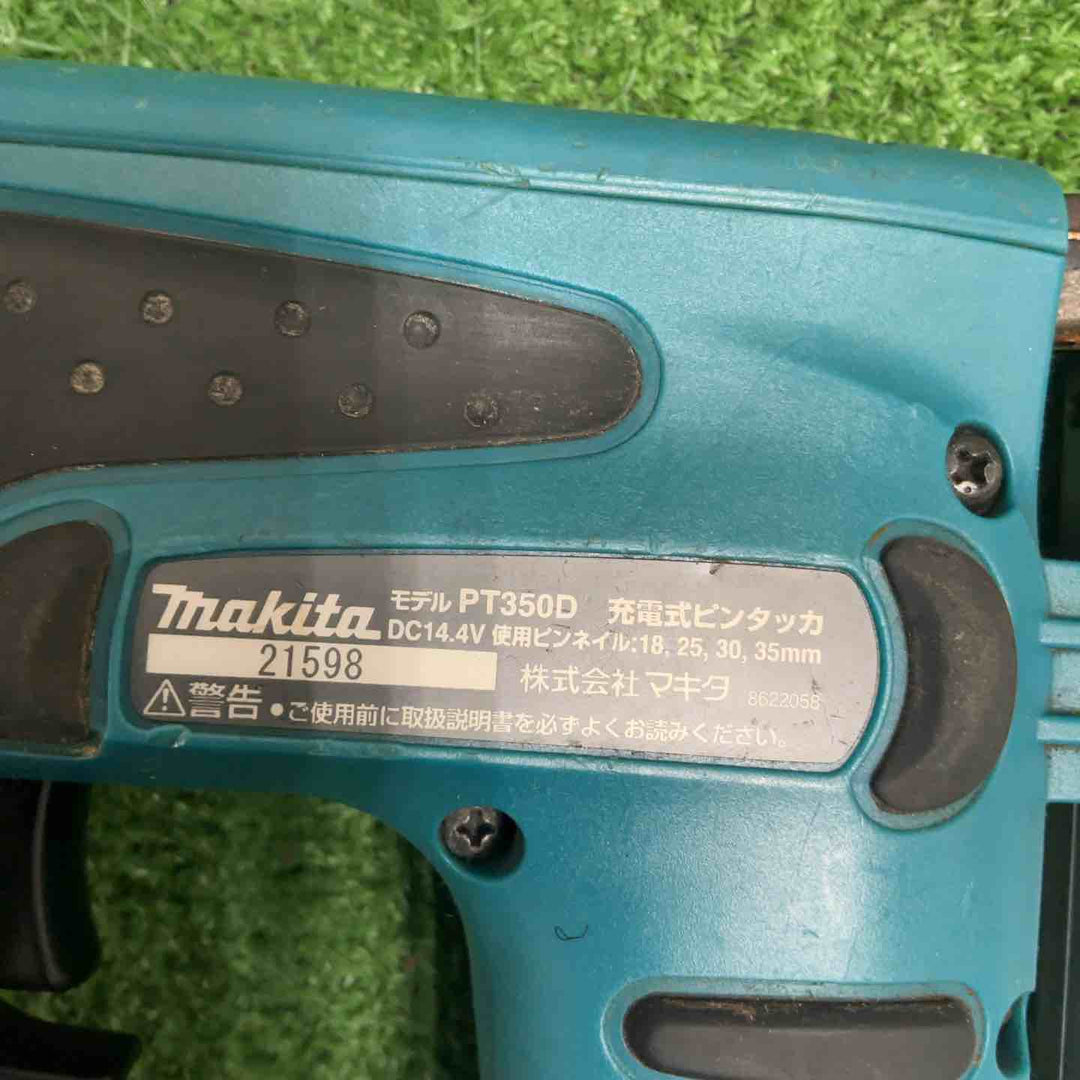 makita モデル PT350D 充電式ピンタッカ
DC14.4V 使用ピンネイル:18, 25, 30, 35mm
21598 株式会社 マキタ 8622058
⚠警告 ●ご使用前に取扱説明書を必ずよくお読みください。